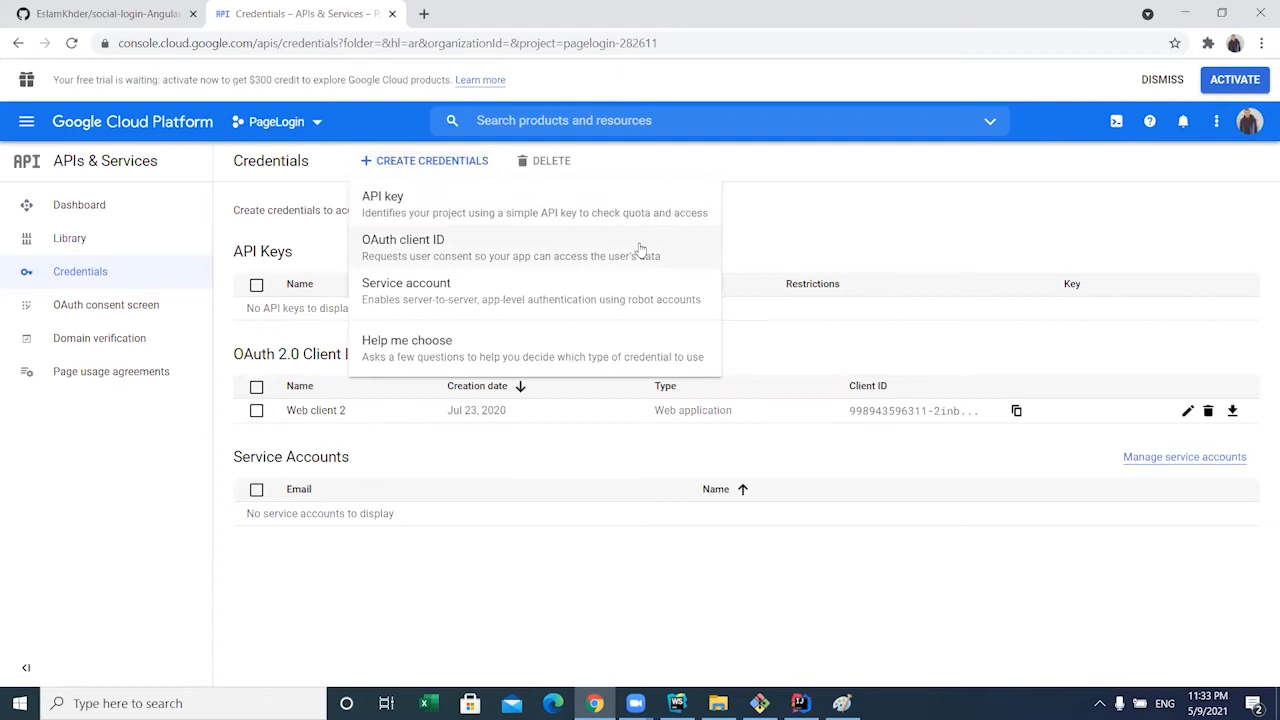 EslamKhder/social-login-Angula
API Credentials – APIs & Services – P
console.cloud.google.com/apis/credentials?folder=&hl=ar&organizationId=&project=pagelogin-282611
Your free trial is waiting: activate now to get $300 credit to explore Google Cloud products. Learn more
DISMISS
ACTIVATE
Google Cloud Platform
PageLogin
Search products and resources
API APIs & Services
Credentials
CREATE CREDENTIALS
DELETE
Dashboard
Library
Credentials
OAuth consent screen
Domain verification
Page usage agreements
Create credentials to ac
API key
Identifies your project using a simple API key to check quota and access
OAuth client ID
Requests user consent so your app can access the user's data
Service account
Enables server-to-server, app-level authentication using robot accounts
Help me choose
Asks a few questions to help you decide which type of credential to use
API Keys
Name Restrictions Key
No API keys to displa
OAuth 2.0 Client I
Name Creation date Type Client ID
Web client 2 Jul 23, 2020 Web application 998943596311-2inb...
Service Accounts
Manage service accounts
Email Name
No service accounts to display
Type here to search
11:33 PM
5/9/2021
2